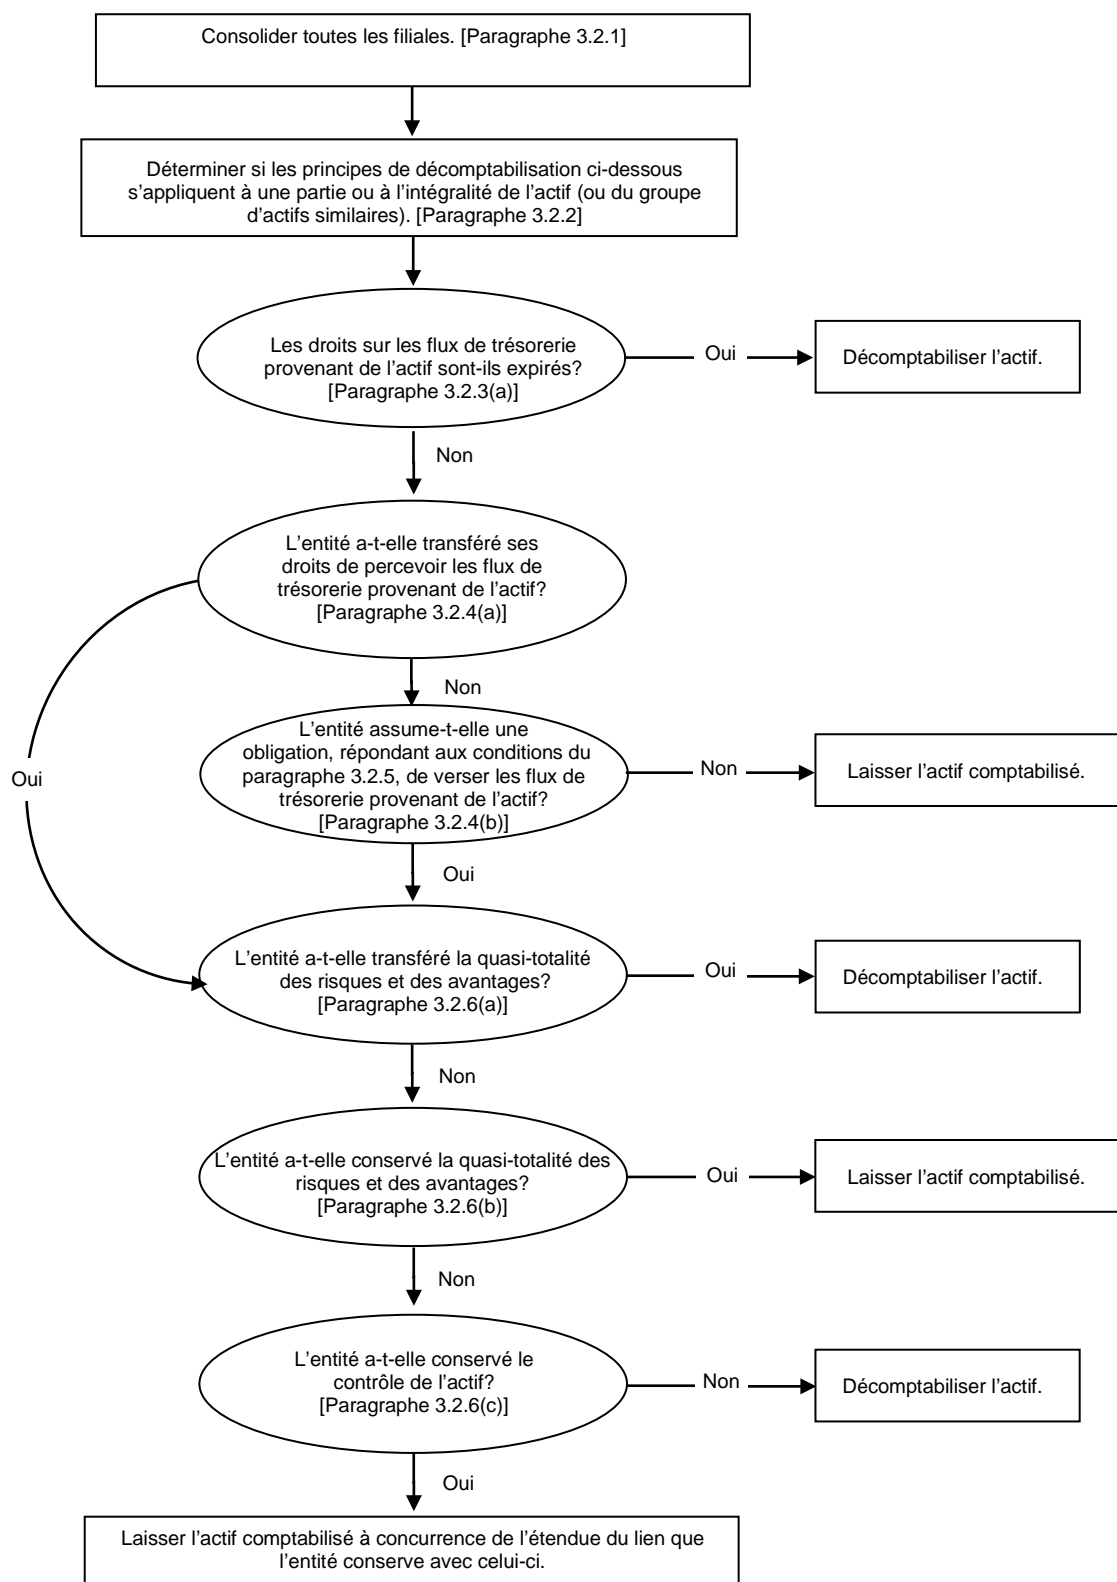 Consolider toutes les filiales. [Paragraphe 3.2.1]
Déterminer si les principes de décomptabilisation ci-dessous
s’appliquent à une partie ou à l’intégralité de l’actif (ou du groupe
d’actifs similaires). [Paragraphe 3.2.2]
Les droits sur les flux de trésorerie
provenant de l’actif sont-ils expirés?
[Paragraphe 3.2.3(a)]
Oui
Décomptabiliser l’actif.
Non
L’entité a-t-elle transféré ses
droits de percevoir les flux de
trésorerie provenant de l’actif?
[Paragraphe 3.2.4(a)]
Oui
Non
L’entité assume-t-elle une
obligation, répondant aux conditions du
paragraphe 3.2.5, de verser les flux de
trésorerie provenant de l’actif?
[Paragraphe 3.2.4(b)]
Non
Laisser l’actif comptabilisé.
Oui
L’entité a-t-elle transféré la quasi-totalité
des risques et des avantages?
[Paragraphe 3.2.6(a)]
Oui
Décomptabiliser l’actif.
Non
L’entité a-t-elle conservé la quasi-totalité des
risques et des avantages?
[Paragraphe 3.2.6(b)]
Oui
Laisser l’actif comptabilisé.
Non
L’entité a-t-elle conservé le
contrôle de l’actif?
[Paragraphe 3.2.6(c)]
Non
Décomptabiliser l’actif.
Oui
Laisser l’actif comptabilisé à concurrence de l’étendue du lien que
l’entité conserve avec celui-ci.